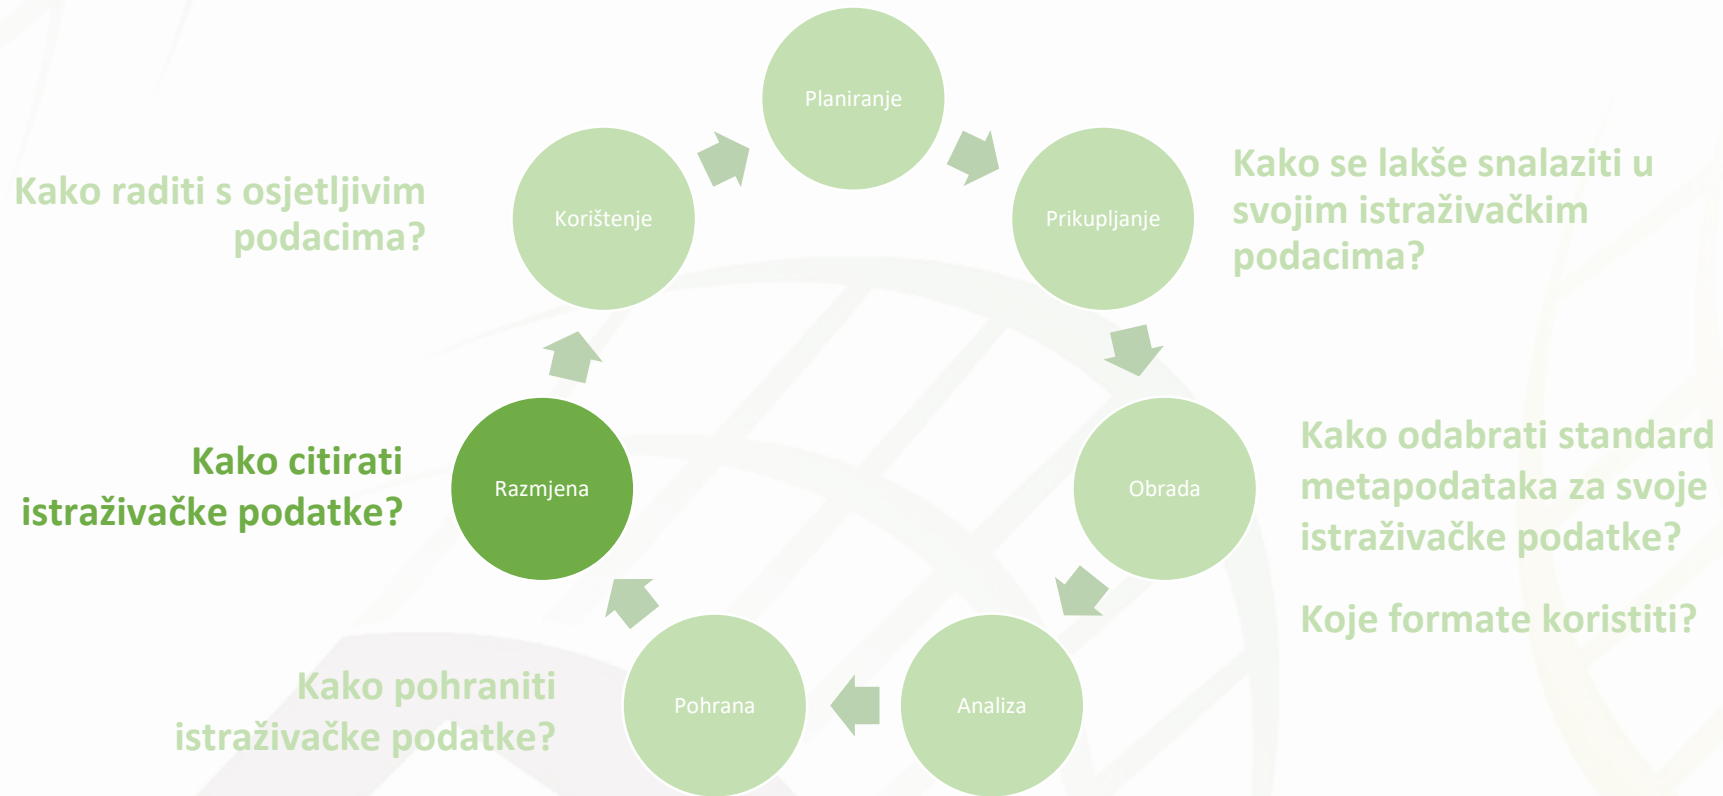 Planiranje
Kako raditi s osjetljivim
podacima?
Korištenje
Prikupljanje
Kako se lakše snalaziti u
svojim istraživačkim
podacima?
Kako citirati
istraživačke podatke?
Razmjena
Obrada
Kako odabrati standard
metapodataka za svoje
istraživačke podatke?
Koje formate koristiti?
Kako pohraniti
istraživačke podatke?
Pohrana
Analiza